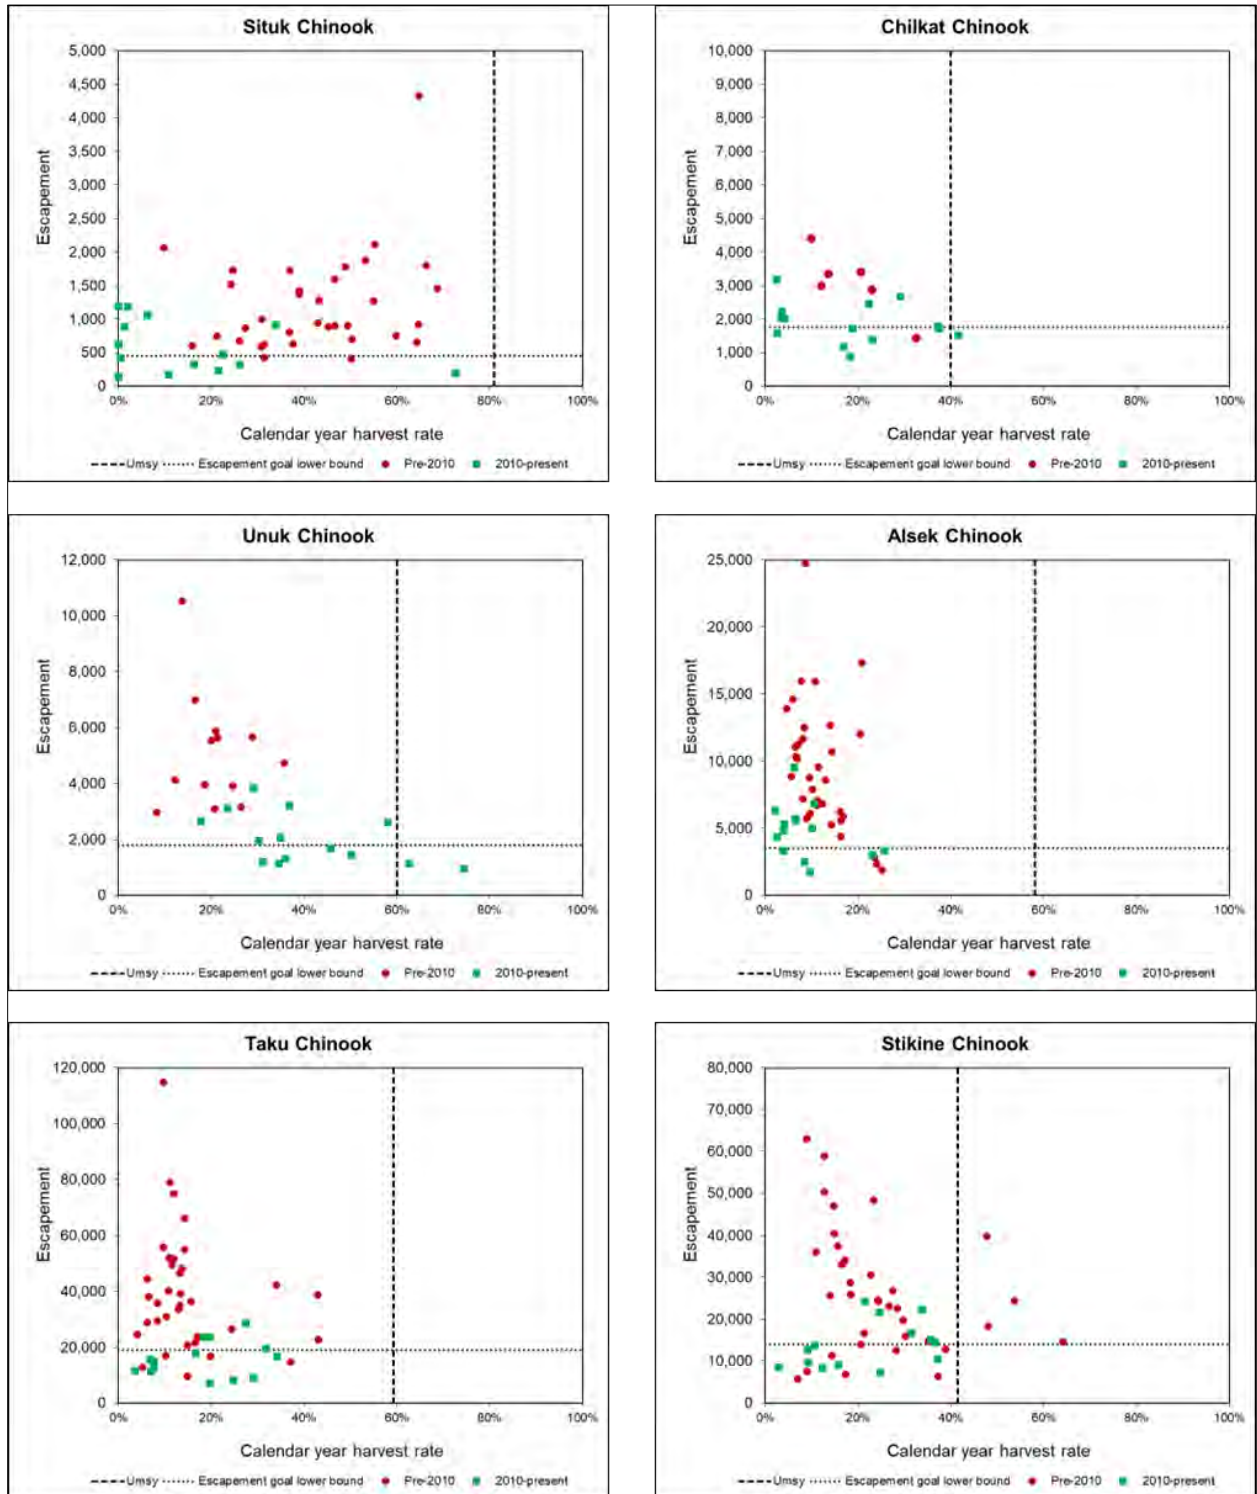 Situk Chinook
5,000
4,500
4,000
3,500
3,000
2,500
2,000
1,500
1,000
500
0
Escapement
0% 20% 40% 60% 80% 100%
Calendar year harvest rate
Umsy Escapement goal lower bound Pre-2010 2010-present
Chilkat Chinook
10,000
9,000
8,000
7,000
6,000
5,000
4,000
3,000
2,000
1,000
0
Escapement
0% 20% 40% 60% 80% 100%
Calendar year harvest rate
Umsy Escapement goal lower bound Pre-2010 2010-present
Unuk Chinook
12,000
10,000
8,000
6,000
4,000
2,000
0
Escapement
0% 20% 40% 60% 80% 100%
Calendar year harvest rate
Umsy Escapement goal lower bound Pre-2010 2010-present
Alsek Chinook
25,000
20,000
15,000
10,000
5,000
0
Escapement
0% 20% 40% 60% 80% 100%
Calendar year harvest rate
Umsy Escapement goal lower bound Pre-2010 2010-present
Taku Chinook
120,000
100,000
80,000
60,000
40,000
20,000
0
Escapement
0% 20% 40% 60% 80% 100%
Calendar year harvest rate
Umsy Escapement goal lower bound Pre-2010 2010-present
Stikine Chinook
80,000
70,000
60,000
50,000
40,000
30,000
20,000
10,000
0
Escapement
0% 20% 40% 60% 80% 100%
Calendar year harvest rate
Umsy Escapement goal lower bound Pre-2010 2010-present